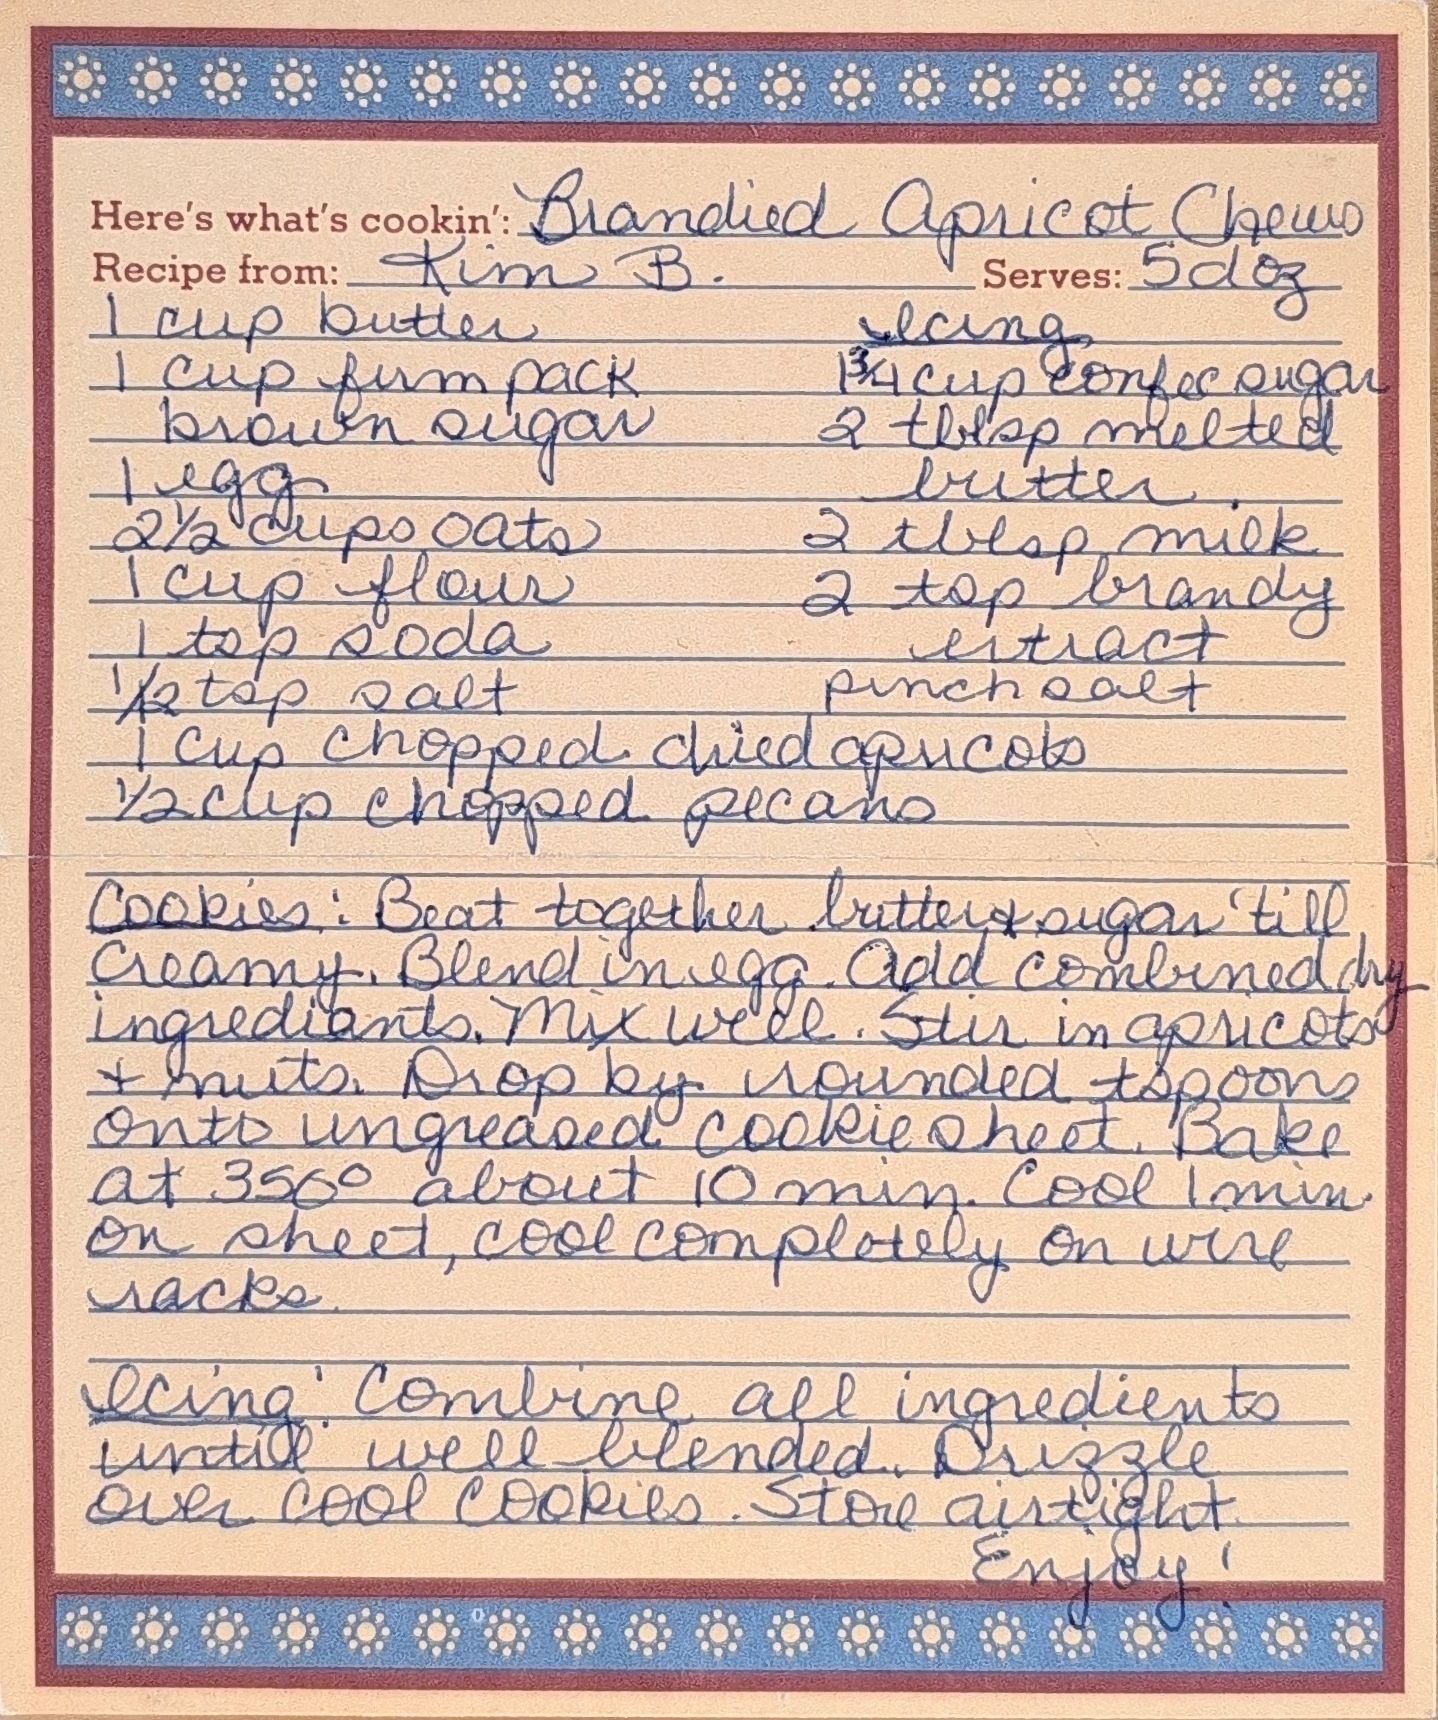 Here's what's cookin': Brandied Apricot Chews
Recipe from: Kim B. Serves: 5 doz
1 cup butter
1 cup firm pack
brown sugar
1 egg
2 1/2 cups oats
1 cup flour
1 tsp soda
1/2 tsp salt
1 cup chopped dried apricots
1/2 cup chopped pecans
Icing
1 3/4 cup confec sugar
2 tblsp melted
butter
2 tblsp milk
2 tsp brandy
extract
pinch salt
Cookies: Beat together butter & sugar 'till
creamy. Blend in egg. Add combined dry
ingrediants. Mix well. Stir in apricots
+ nuts. Drop by rounded tspoons
onto ungreased cookie sheet. Bake
at 350° about 10 min. Cool 1 min.
on sheet, cool completely on wire
racks.
Icing: Combine all ingredients
untill well blended. Drizzle
over cool cookies. Store airtight.
Enjoy!